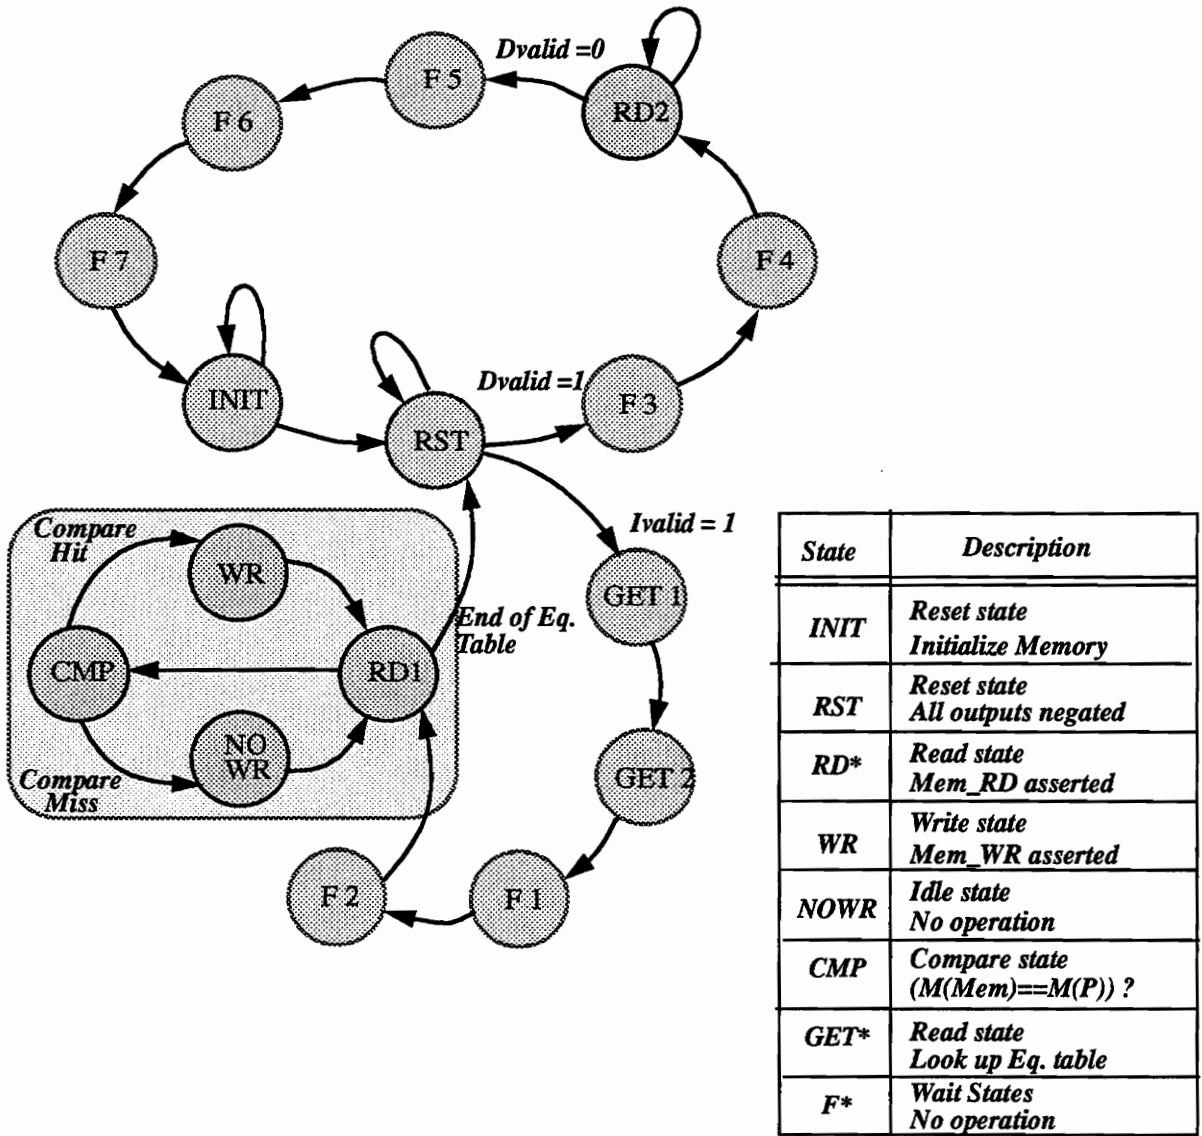 Dvalid =0
F 5
RD2
F 6
F 7
F 4
INIT
Dvalid =1
F 3
RST
Compare
Hit
WR
Ivalid = 1
GET 1
End of Eq.
Table
CMP
RD1
NO
WR
Compare
Miss
GET 2
F 2
F 1
State
Description
INIT
Reset state
Initialize Memory
RST
Reset state
All outputs negated
RD*
Read state
Mem_RD asserted
WR
Write state
Mem_WR asserted
NOWR
Idle state
No operation
CMP
Compare state
(M(Mem)==M(P)) ?
GET*
Read state
Look up Eq. table
F*
Wait States
No operation